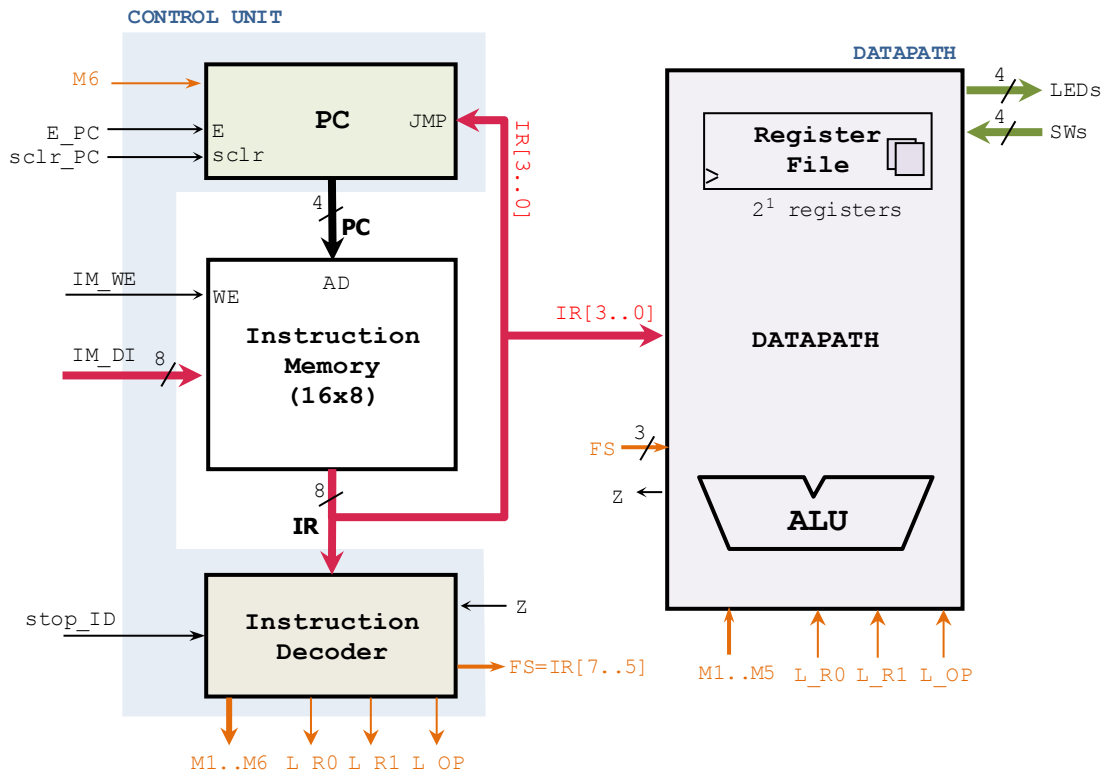 CONTROL UNIT
M6
E_PC
sclr_PC
E
sclr
PC
JMP
IR[3..0]
4
PC
IM_WE
WE
AD
IM_DI
8
Instruction
Memory
(16x8)
8
IR
IR[3..0]
stop_ID
Instruction
Decoder
Z
FS=IR[7..5]
M1..M6
L R0
L R1
L OP
DATAPATH
4
LEDs
4
SWs
Register
File
2¹ registers
DATAPATH
3
FS
Z
ALU
M1..M5
L_R0
L_R1
L_OP